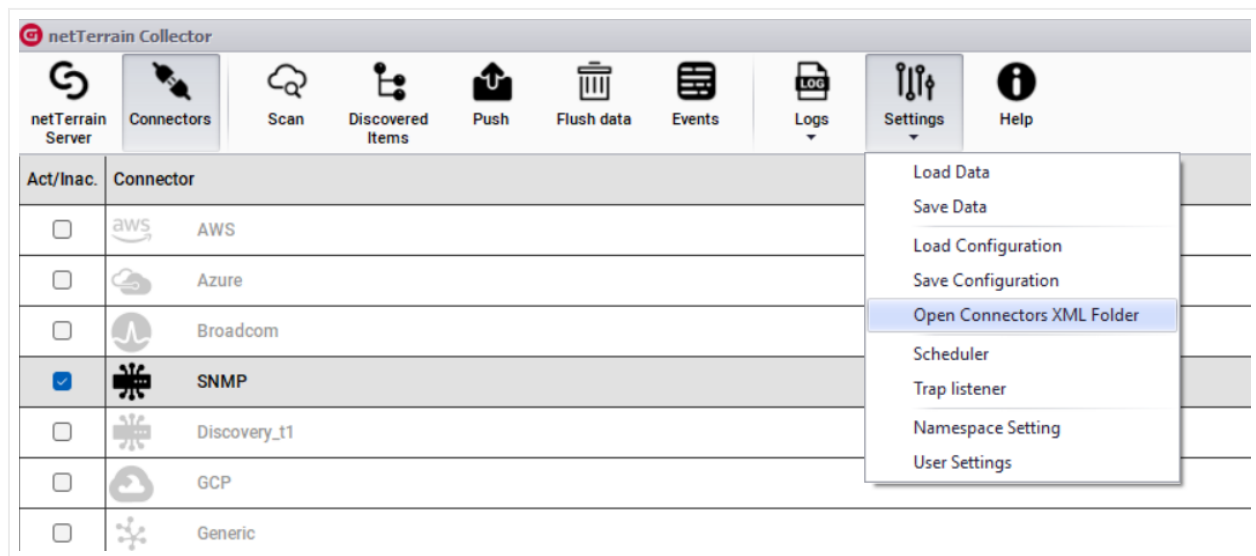 netTerrain Collector
netTerrain
Server
Connectors
Scan
Discovered
Items
Push
Flush data
Events
LOG
Logs
Settings
Help
Act/Inac.
Connector
aws
AWS
Azure
Broadcom
SNMP
Discovery_t1
GCP
Generic
Load Data
Save Data
Load Configuration
Save Configuration
Open Connectors XML Folder
Scheduler
Trap listener
Namespace Setting
User Settings